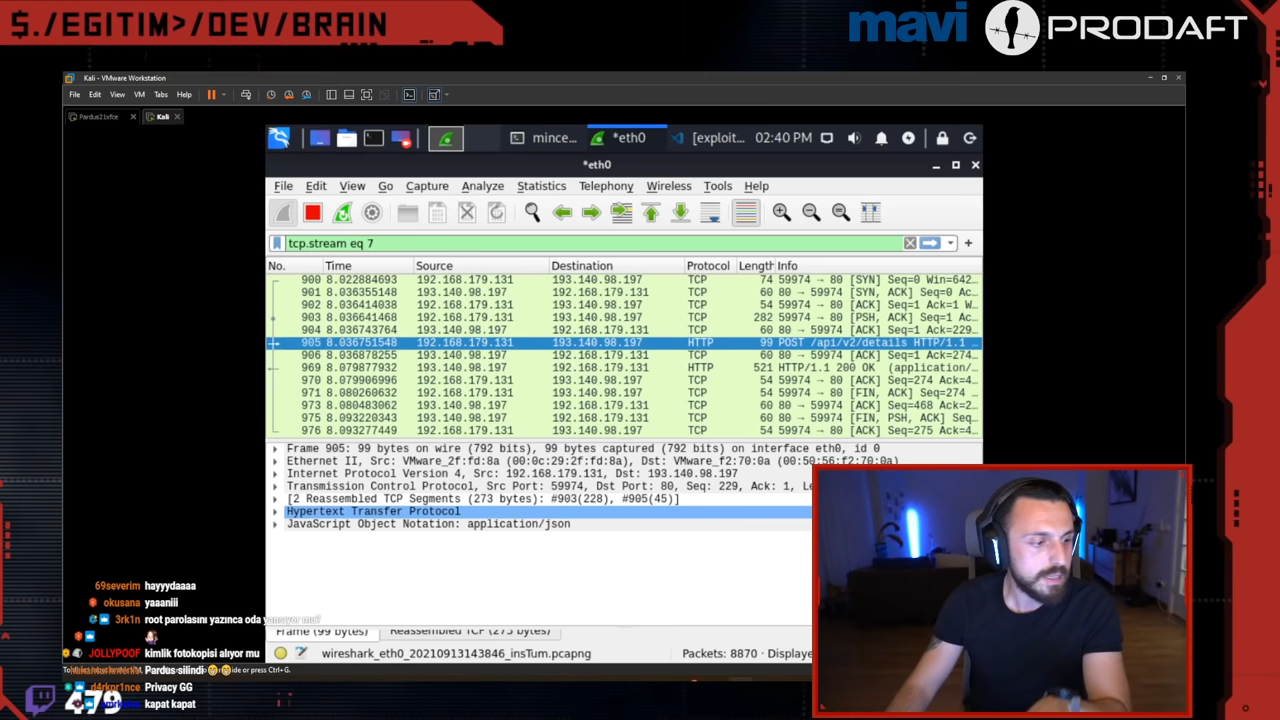 $./EGITIM>/DEV/BRAIN
mavi PRODAFT
Kali - VMware Workstation
File Edit View VM Tabs Help
Pardus21xfce Kali
mince... *eth0 [exploit... 02:40 PM
*eth0
File Edit View Go Capture Analyze Statistics Telephony Wireless Tools Help
tcp.stream eq 7
No. Time Source Destination Protocol Length Info
900 8.022884693 192.168.179.131 193.140.98.197 TCP 74 59974 → 80 [SYN] Seq=0 Win=642…
901 8.036355148 193.140.98.197 192.168.179.131 TCP 60 80 → 59974 [SYN, ACK] Seq=0 Ac…
902 8.036414038 192.168.179.131 193.140.98.197 TCP 54 59974 → 80 [ACK] Seq=1 Ack=1 W…
903 8.036641468 192.168.179.131 193.140.98.197 TCP 282 59974 → 80 [PSH, ACK] Seq=1 Ac…
904 8.036743764 193.140.98.197 192.168.179.131 TCP 60 80 → 59974 [ACK] Seq=1 Ack=229…
905 8.036751548 192.168.179.131 193.140.98.197 HTTP 99 POST /api/v2/details HTTP/1.1 …
906 8.036878255 193.140.98.197 192.168.179.131 TCP 60 80 → 59974 [ACK] Seq=1 Ack=274…
969 8.079877932 193.140.98.197 192.168.179.131 HTTP 521 HTTP/1.1 200 OK (application/…
970 8.079906996 192.168.179.131 193.140.98.197 TCP 54 59974 → 80 [ACK] Seq=274 Ack=4…
971 8.080260632 192.168.179.131 193.140.98.197 TCP 54 59974 → 80 [FIN, ACK] Seq=274 …
973 8.080483062 193.140.98.197 192.168.179.131 TCP 60 80 → 59974 [ACK] Seq=468 Ack=2…
975 8.093220343 193.140.98.197 192.168.179.131 TCP 60 80 → 59974 [FIN, PSH, ACK] Seq…
976 8.093277449 192.168.179.131 193.140.98.197 TCP 54 59974 → 80 [ACK] Seq=275 Ack=4…
Frame 905: 99 bytes on wire (792 bits), 99 bytes captured (792 bits) on interface eth0, id 0
Ethernet II, Src: VMware_2f:fd:8a (00:0c:29:2f:fd:8a), Dst: VMware_f2:70:0a (00:50:56:f2:70:0a)
Internet Protocol Version 4, Src: 192.168.179.131, Dst: 193.140.98.197
Transmission Control Protocol, Src Port: 59974, Dst Port: 80, Seq: 229, Ack: 1, Le
[2 Reassembled TCP Segments (273 bytes): #903(228), #905(45)]
Hypertext Transfer Protocol
JavaScript Object Notation: application/json
69severim hayyydaaaa
okusana yaaaniii
3rk1n root parolasını yazınca oda yansıyor mu?
JOLLYPOOF kimlik fotokopisi alıyor mu
Pardus silindi
d4rkpr1nce Privacy GG
kapat kapat
479
Frame (99 bytes) Reassembled TCP (273 bytes)
wireshark_eth0_20210913143846_insTum.pcapng Packets: 8870 · Displaye
ide or press Ctrl+G.